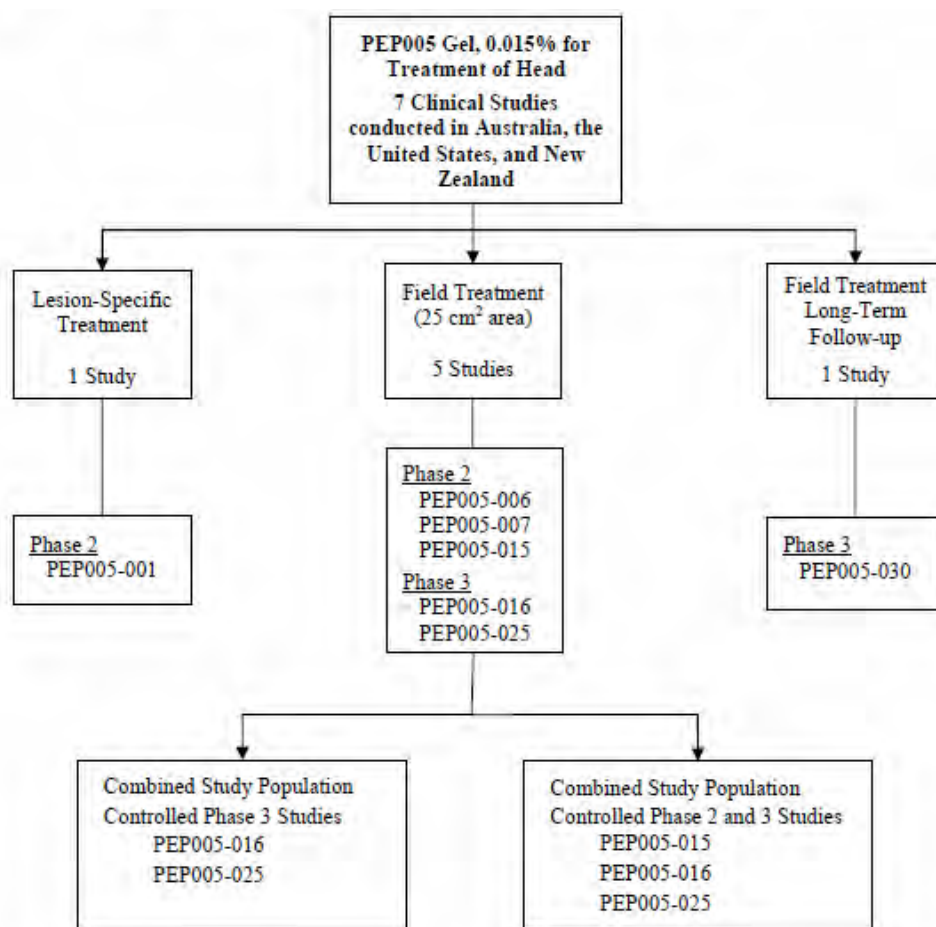 PEP005 Gel, 0.015% for
Treatment of Head
7 Clinical Studies
conducted in Australia, the
United States, and New
Zealand
Lesion-Specific
Treatment
1 Study
Field Treatment
(25 cm² area)
5 Studies
Field Treatment
Long-Term
Follow-up
1 Study
Phase 2
PEP005-001
Phase 2
PEP005-006
PEP005-007
PEP005-015
Phase 3
PEP005-016
PEP005-025
Phase 3
PEP005-030
Combined Study Population
Controlled Phase 3 Studies
PEP005-016
PEP005-025
Combined Study Population
Controlled Phase 2 and 3 Studies
PEP005-015
PEP005-016
PEP005-025